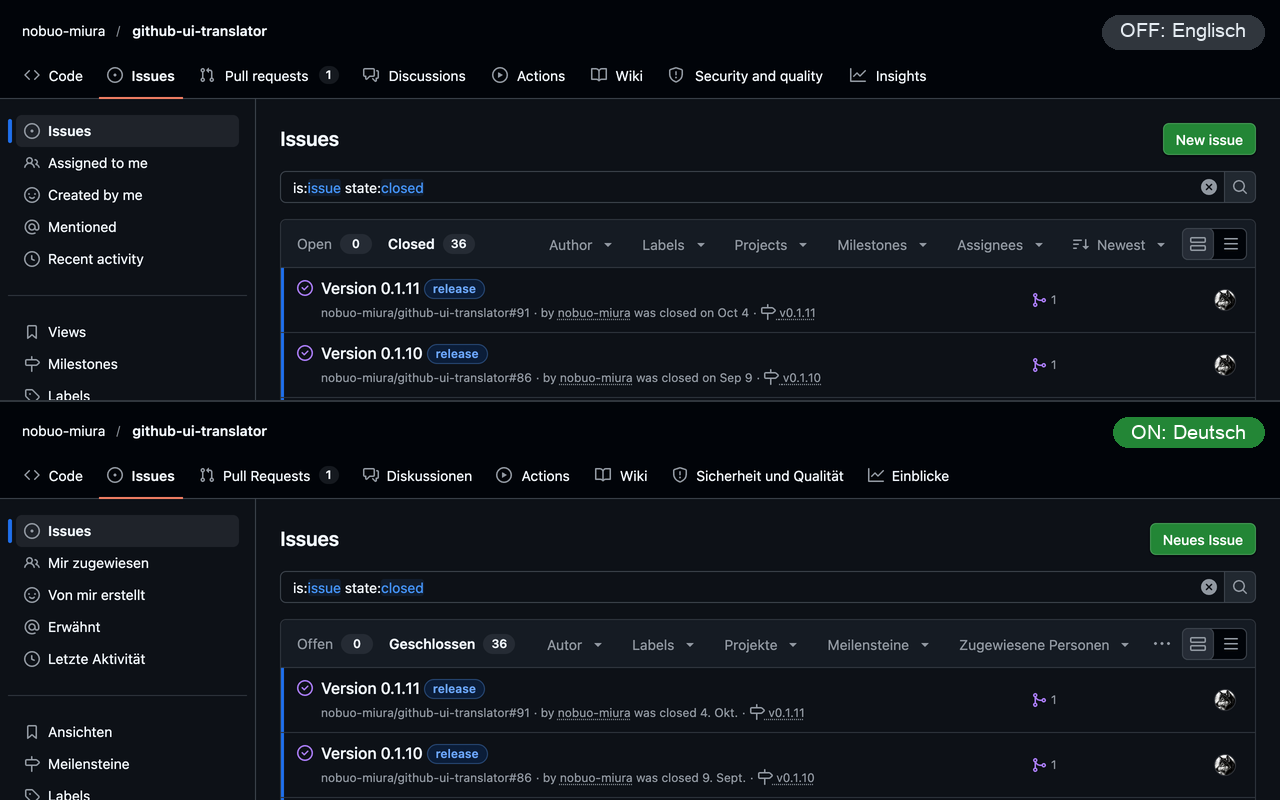 nobuo-miura / github-ui-translator
OFF: Englisch
Code Issues Pull requests 1 Discussions Actions Wiki Security and quality Insights
Issues
Assigned to me
Created by me
Mentioned
Recent activity
Views
Milestones
Labels
Issues
New issue
is:issue state:closed
Open 0 Closed 36 Author Labels Projects Milestones Assignees Newest
Version 0.1.11 release
nobuo-miura/github-ui-translator#91 · by nobuo-miura was closed on Oct 4 · v0.1.11
1
Version 0.1.10 release
nobuo-miura/github-ui-translator#86 · by nobuo-miura was closed on Sep 9 · v0.1.10
1
nobuo-miura / github-ui-translator
ON: Deutsch
Code Issues Pull Requests 1 Diskussionen Actions Wiki Sicherheit und Qualität Einblicke
Issues
Mir zugewiesen
Von mir erstellt
Erwähnt
Letzte Aktivität
Ansichten
Meilensteine
Labels
Issues
Neues Issue
is:issue state:closed
Offen 0 Geschlossen 36 Autor Labels Projekte Meilensteine Zugewiesene Personen ···
Version 0.1.11 release
nobuo-miura/github-ui-translator#91 · by nobuo-miura was closed 4. Okt. · v0.1.11
1
Version 0.1.10 release
nobuo-miura/github-ui-translator#86 · by nobuo-miura was closed 9. Sept. · v0.1.10
1